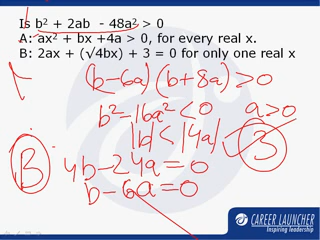 Is b² + 2ab - 48a² > 0
A: ax² + bx +4a > 0, for every real x.
B: 2ax + (√4bx) + 3 = 0 for only one real x
(b-6a)(b+8a)>0
b²-16a²<0 a>0
|b|<|4a| 3
B 4b-24a=0
b-6a=0
CAREER LAUNCHER
Inspiring leadership